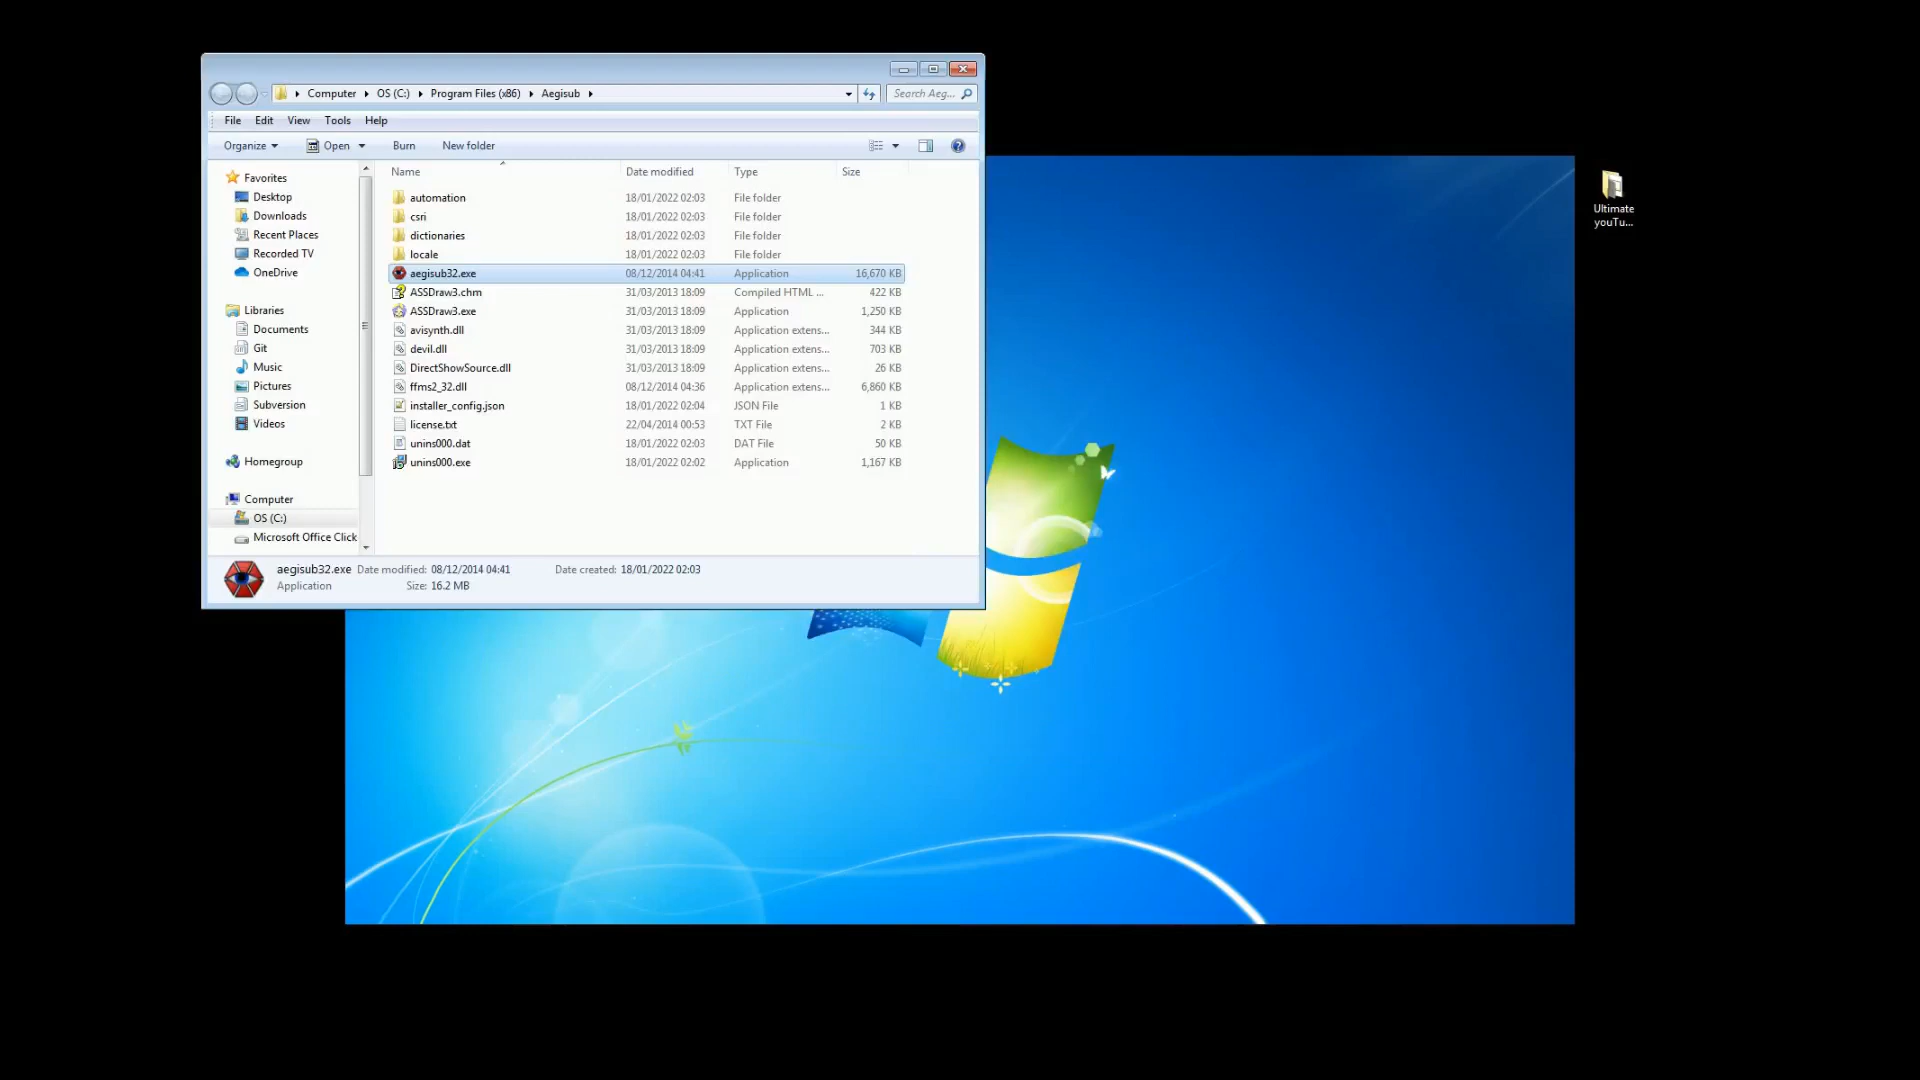 Computer OS (C:) Program Files (x86) Aegisub
Search Aeg...
File Edit View Tools Help
Organize Open Burn New folder
Name Date modified Type Size
Favorites
Desktop
Downloads
Recent Places
Recorded TV
OneDrive
Libraries
Documents
Git
Music
Pictures
Subversion
Videos
Homegroup
Computer
OS (C:)
Microsoft Office Click
automation 18/01/2022 02:03 File folder
csri 18/01/2022 02:03 File folder
dictionaries 18/01/2022 02:03 File folder
locale 18/01/2022 02:03 File folder
aegisub32.exe 08/12/2014 04:41 Application 16,670 KB
ASSDraw3.chm 31/03/2013 18:09 Compiled HTML ... 422 KB
ASSDraw3.exe 31/03/2013 18:09 Application 1,250 KB
avisynth.dll 31/03/2013 18:09 Application extens... 344 KB
devil.dll 31/03/2013 18:09 Application extens... 703 KB
DirectShowSource.dll 31/03/2013 18:09 Application extens... 26 KB
ffms2_32.dll 08/12/2014 04:36 Application extens... 6,860 KB
installer_config.json 18/01/2022 02:04 JSON File 1 KB
license.txt 22/04/2014 00:53 TXT File 2 KB
unins000.dat 18/01/2022 02:03 DAT File 50 KB
unins000.exe 18/01/2022 02:02 Application 1,167 KB
aegisub32.exe Date modified: 08/12/2014 04:41 Date created: 18/01/2022 02:03
Application Size: 16.2 MB
Ultimate
youTu...